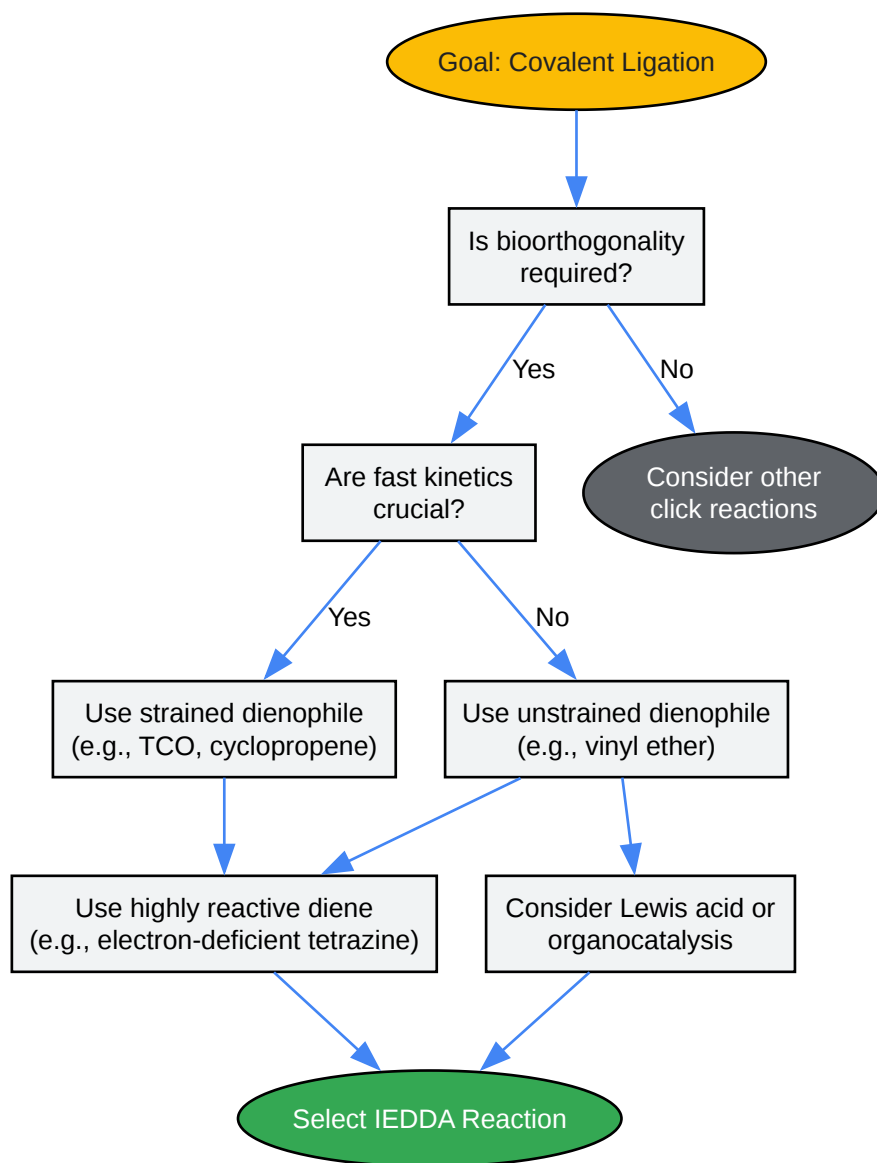 Goal: Covalent Ligation
Is bioorthogonality
required?
Yes
No
Are fast kinetics
crucial?
Consider other
click reactions
Yes
No
Use strained dienophile
(e.g., TCO, cyclopropene)
Use unstrained dienophile
(e.g., vinyl ether)
Use highly reactive diene
(e.g., electron-deficient tetrazine)
Consider Lewis acid or
organocatalysis
Select IEDDA Reaction